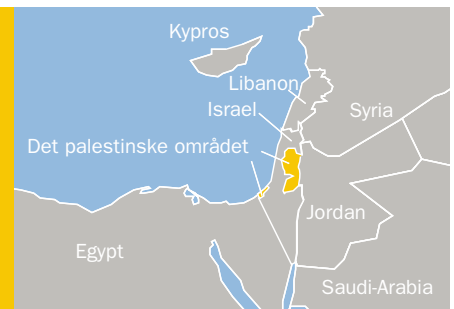 Kypros
Libanon
Israel
Syria
Det palestinske området
Jordan
Egypt
Saudi-Arabia